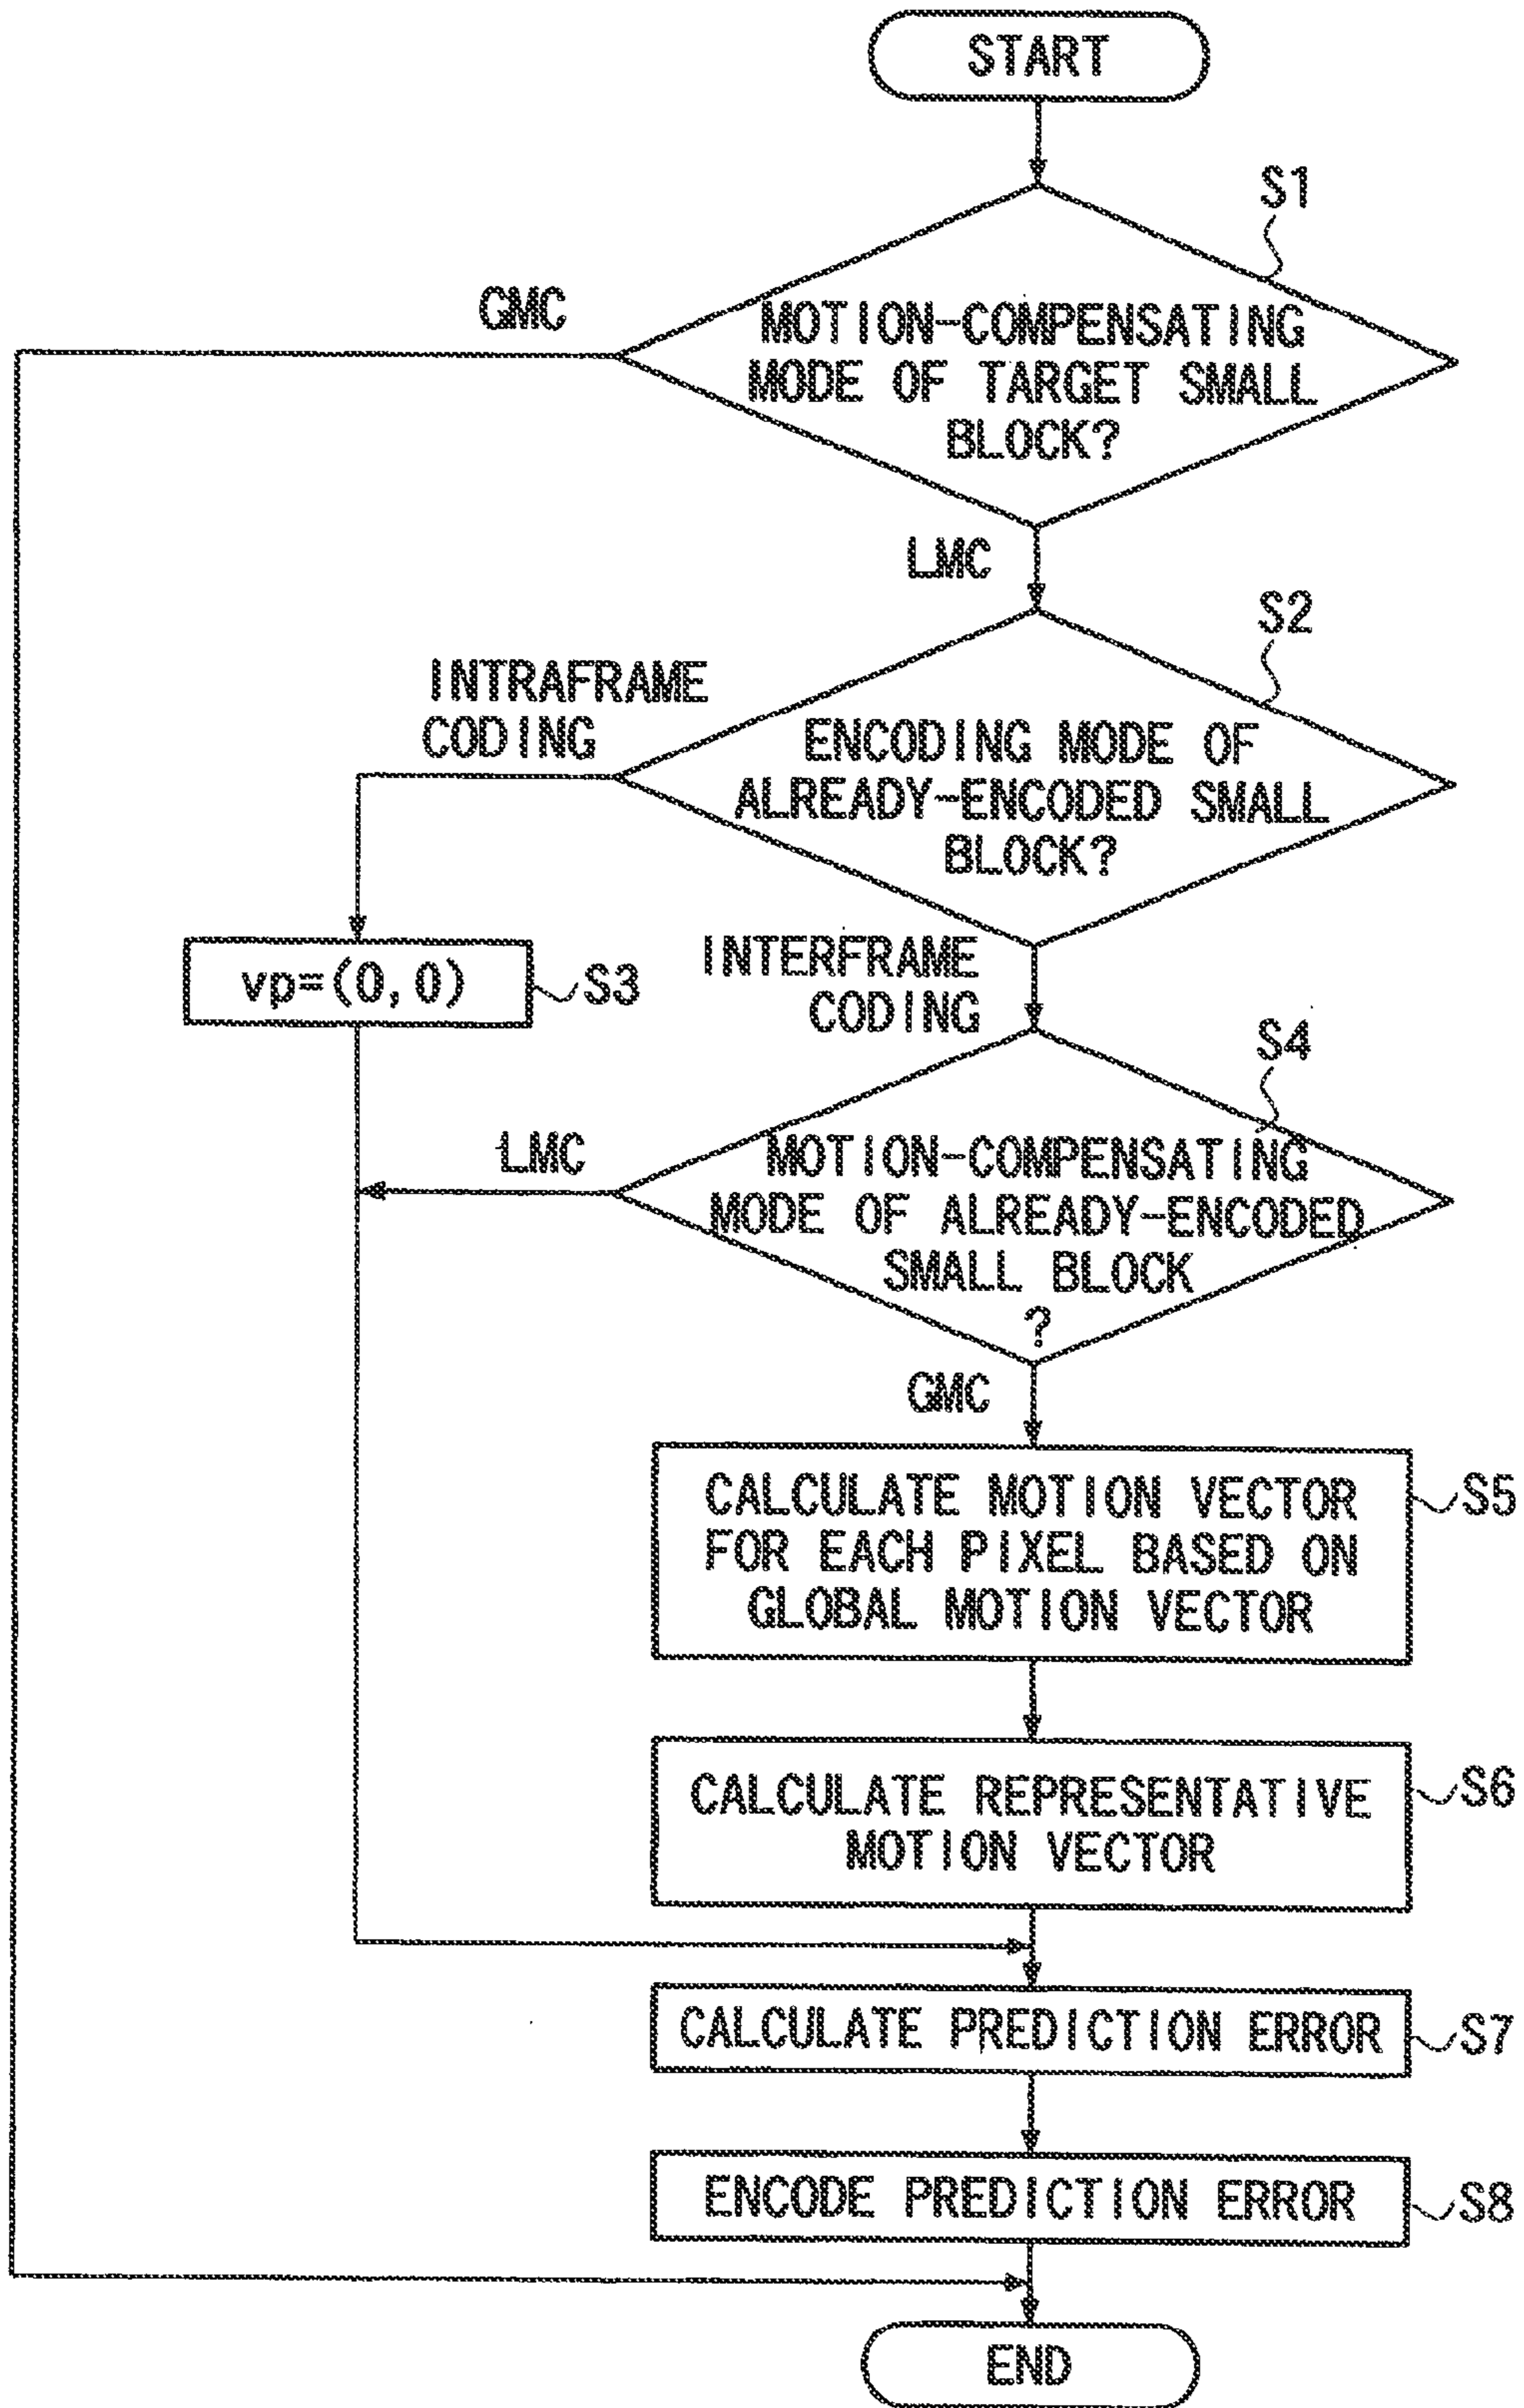 START
S1
GMC
MOTION-COMPENSATING
MODE OF TARGET SMALL
BLOCK?
LMC
S2
INTRAFRAME
CODING
ENCODING MODE OF
ALREADY-ENCODED SMALL
BLOCK?
vp=(0,0)
S3
INTERFRAME
CODING
S4
LMC
MOTION-COMPENSATING
MODE OF ALREADY-ENCODED
SMALL BLOCK
?
GMC
CALCULATE MOTION VECTOR
FOR EACH PIXEL BASED ON
GLOBAL MOTION VECTOR
S5
CALCULATE REPRESENTATIVE
MOTION VECTOR
S6
CALCULATE PREDICTION ERROR
S7
ENCODE PREDICTION ERROR
S8
END